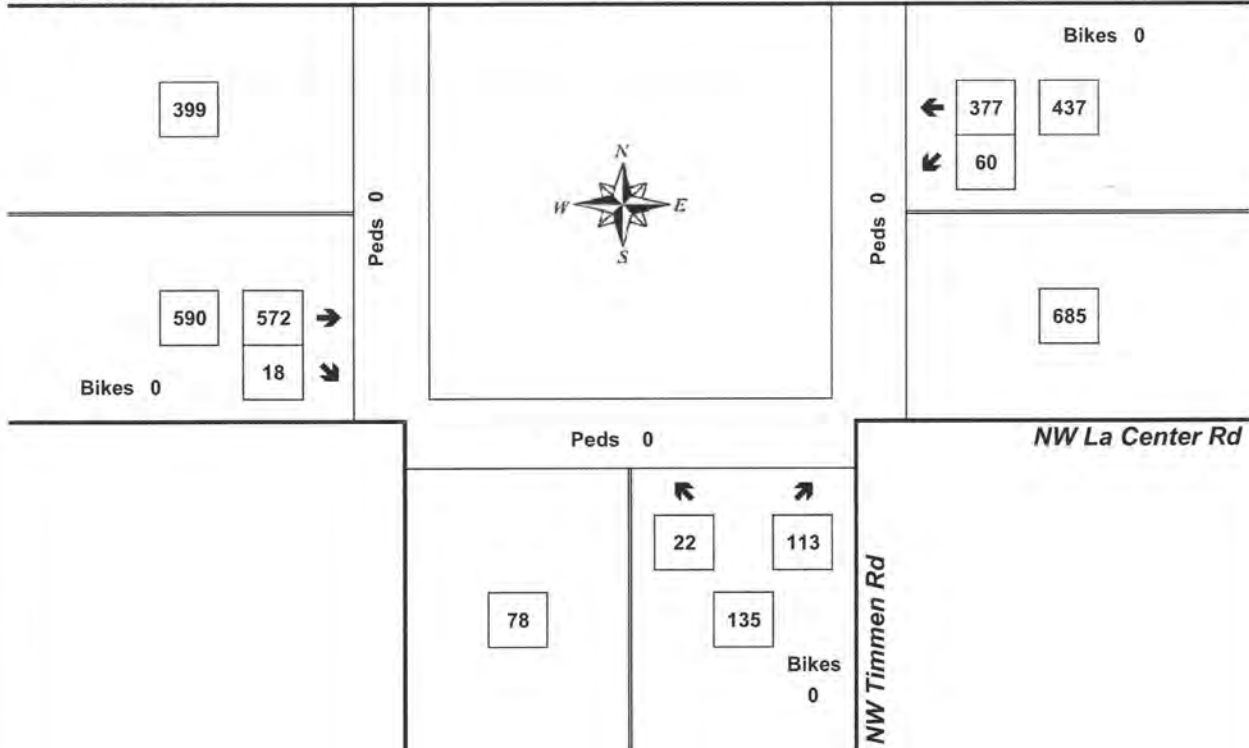 Bikes 0
399
377 437
60
N
W E
S
Peds 0
Peds 0
590 572
18
Bikes 0
685
Peds 0
NW La Center Rd
22 113
78
135
Bikes
0
NW Timmen Rd